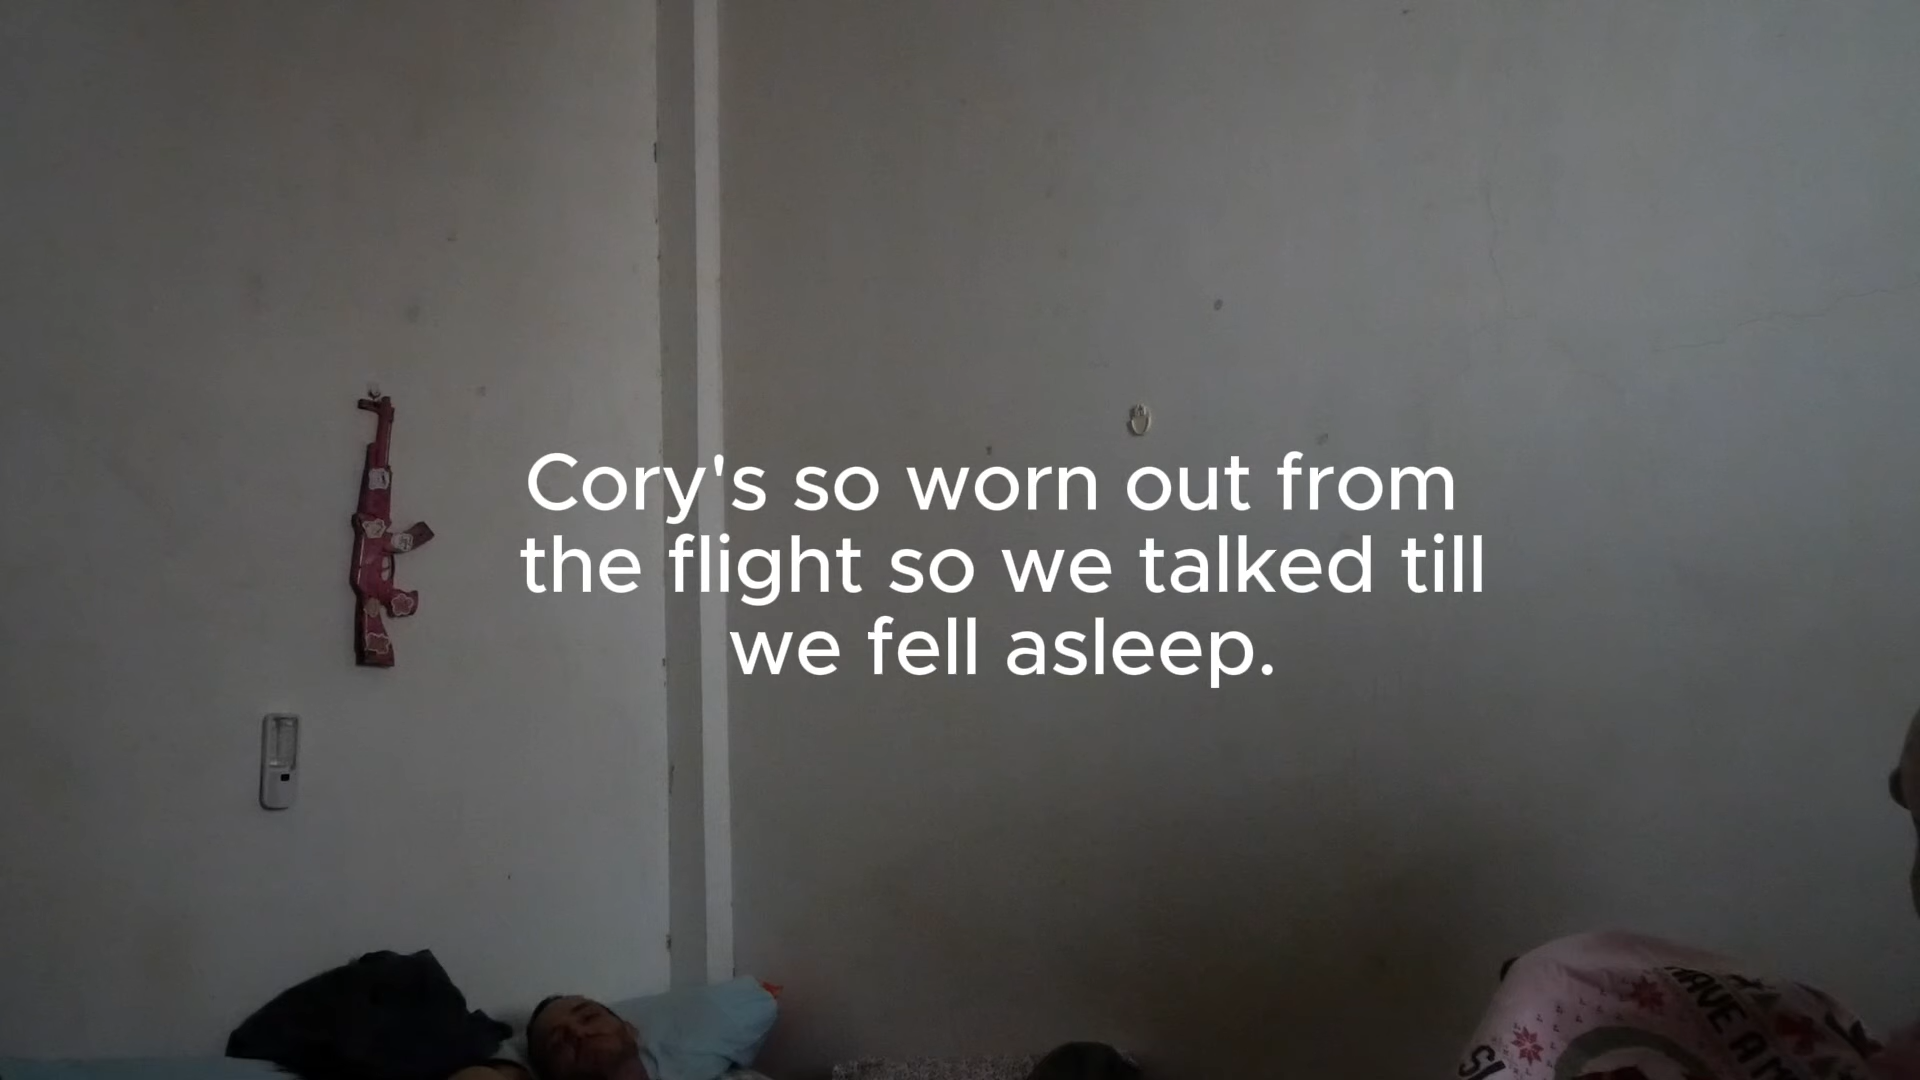 Cory's so worn out from
the flight so we talked till
we fell asleep.